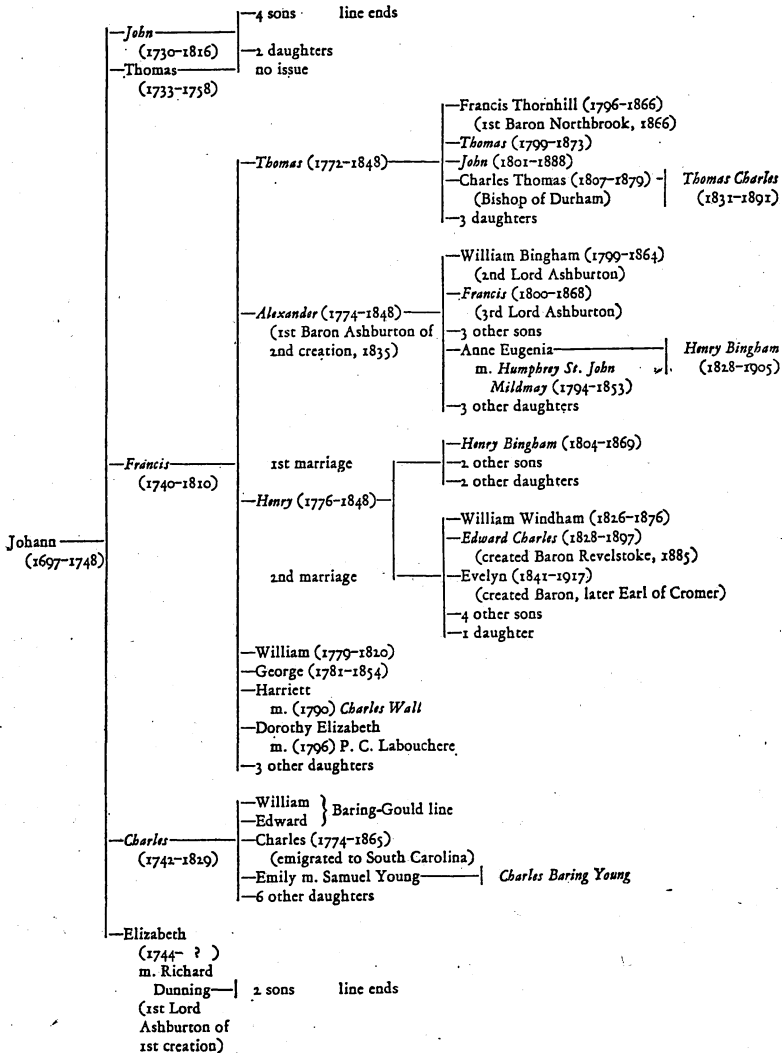 4 sons line ends
John
(1730-1816)
2 daughters
Thomas
no issue
(1733-1758)
Francis Thornhill (1796-1866)
(1st Baron Northbrook, 1866)
Thomas (1799-1873)
Thomas (1772-1848)
John (1801-1888)
Charles Thomas (1807-1879)
Thomas Charles
(Bishop of Durham)
(1831-1891)
3 daughters
William Bingham (1799-1864)
(2nd Lord Ashburton)
Francis (1800-1868)
Alexander (1774-1848)
(3rd Lord Ashburton)
(1st Baron Ashburton of
3 other sons
2nd creation, 1835)
Anne Eugenia
Henry Bingham
m. Humphrey St. John
(1828-1905)
Mildmay (1794-1853)
3 other daughters
Henry Bingham (1804-1869)
Francis
1st marriage
2 other sons
(1740-1810)
2 other daughters
Henry (1776-1848)
William Windham (1826-1876)
Johann
Edward Charles (1828-1897)
(1697-1748)
(created Baron Revelstoke, 1885)
2nd marriage
Evelyn (1841-1917)
(created Baron, later Earl of Cromer)
4 other sons
1 daughter
William (1779-1820)
George (1781-1854)
Harriett
m. (1790) Charles Wall
Dorothy Elizabeth
m. (1796) P. C. Labouchere
3 other daughters
William
Edward
} Baring-Gould line
Charles
Charles (1774-1865)
(1742-1829)
(emigrated to South Carolina)
Emily m. Samuel Young
Charles Baring Young
6 other daughters
Elizabeth
(1744- ? )
m. Richard
Dunning
2 sons line ends
(1st Lord
Ashburton of
1st creation)